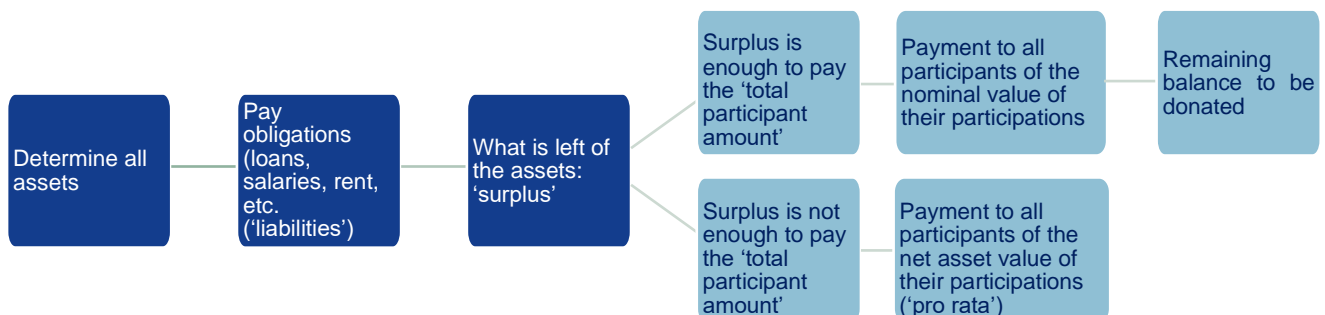 Determine all
assets
Pay
obligations
(loans,
salaries, rent,
etc.
(‘liabilities’)
What is left of
the assets:
‘surplus’
Surplus is
enough to pay
the ‘total
participant
amount’
Payment to all
participants of the
nominal value of
their participations
Remaining
balance to be
donated
Surplus is not
enough to pay
the ‘total
participant
amount’
Payment to all
participants of the
net asset value of
their participations
(‘pro rata’)